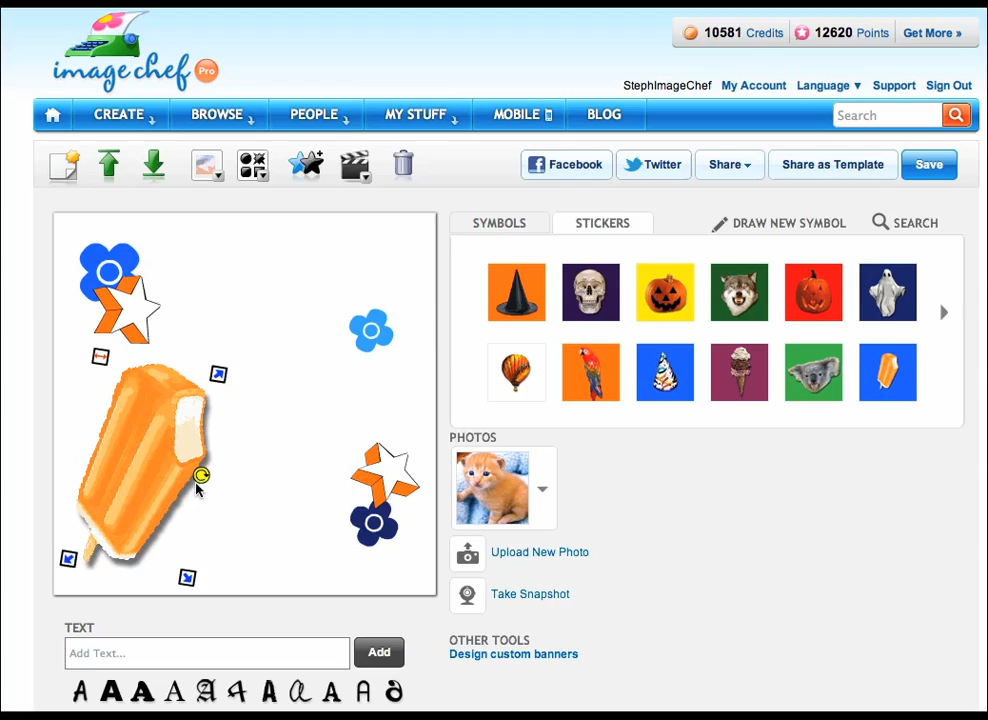 10581 Credits 12620 Points Get More »
image chef Pro
StephImageChef My Account Language ▼ Support Sign Out
CREATE BROWSE PEOPLE MY STUFF MOBILE BLOG Search
Facebook Twitter Share Share as Template Save
SYMBOLS STICKERS DRAW NEW SYMBOL SEARCH
PHOTOS
Upload New Photo
Take Snapshot
TEXT
Add Text... Add
OTHER TOOLS
Design custom banners
A A A A A A A A A A a